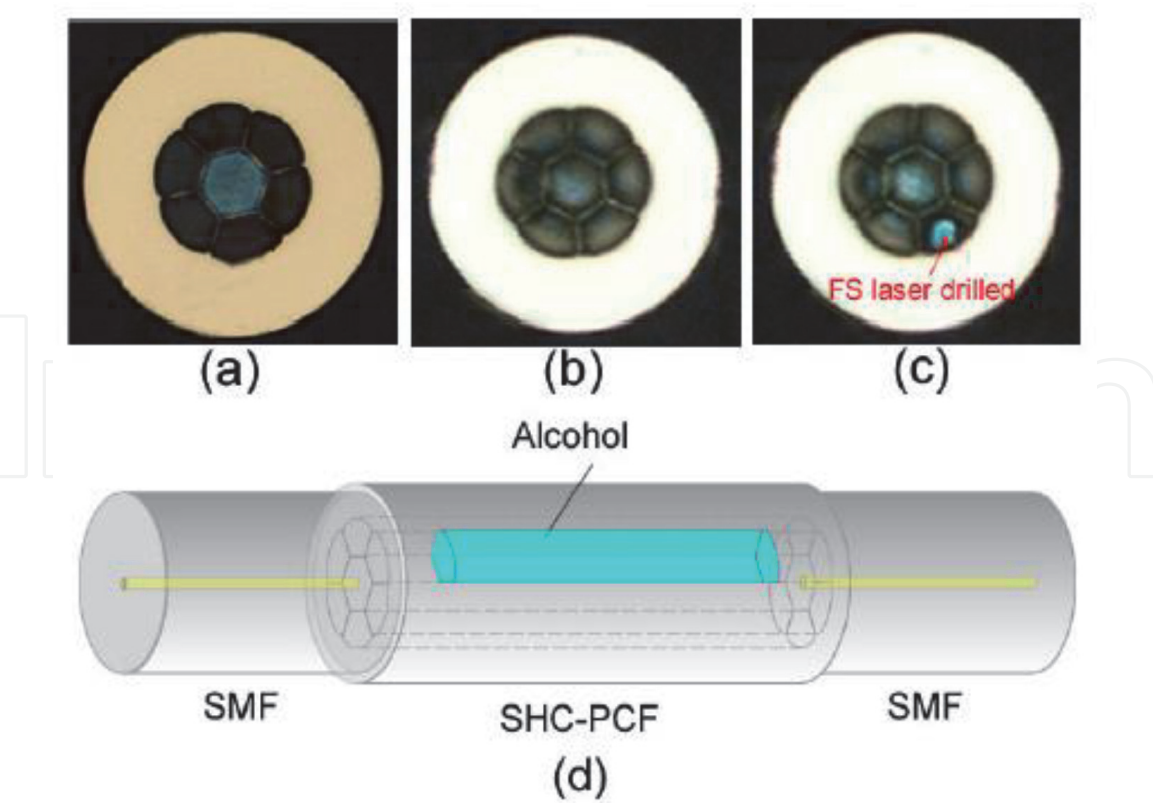 FS laser drilled
(a)
(b)
(c)
Alcohol
SMF
SHC-PCF
SMF
(d)